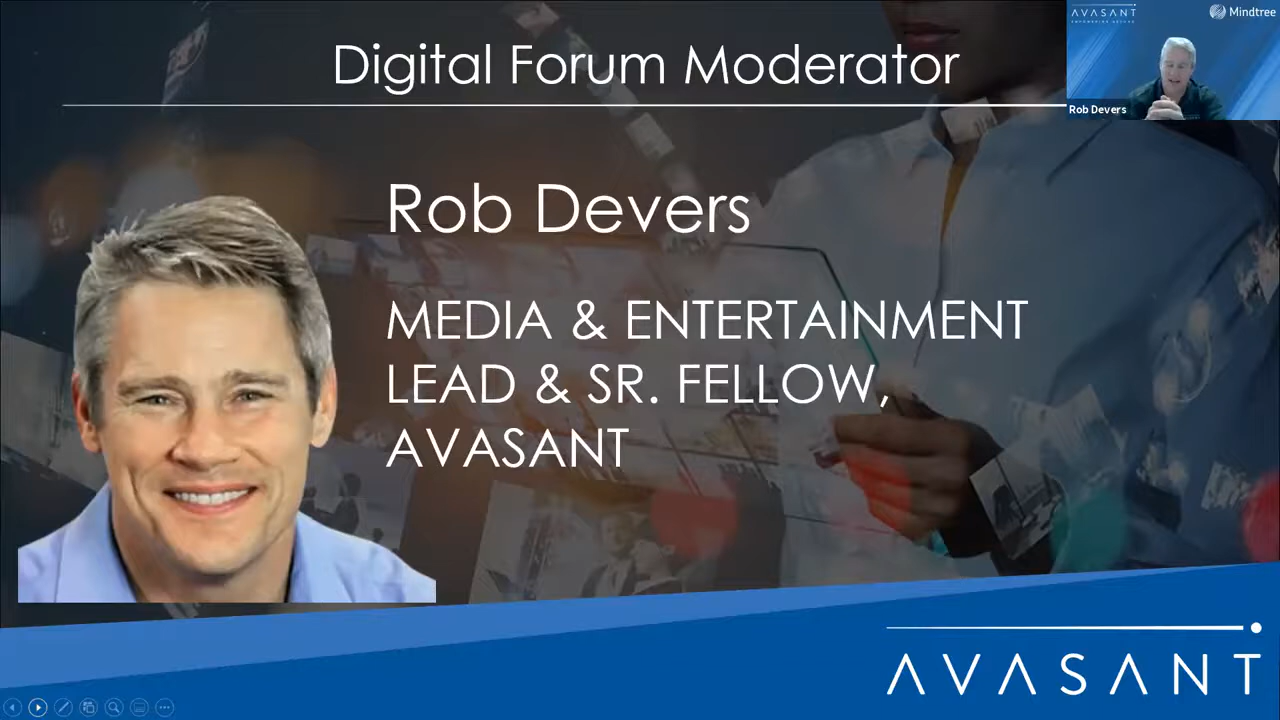 Digital Forum Moderator
AVASANT
Mindtree
Rob Devers
Rob Devers
MEDIA & ENTERTAINMENT
LEAD & SR. FELLOW,
AVASANT
AVASANT